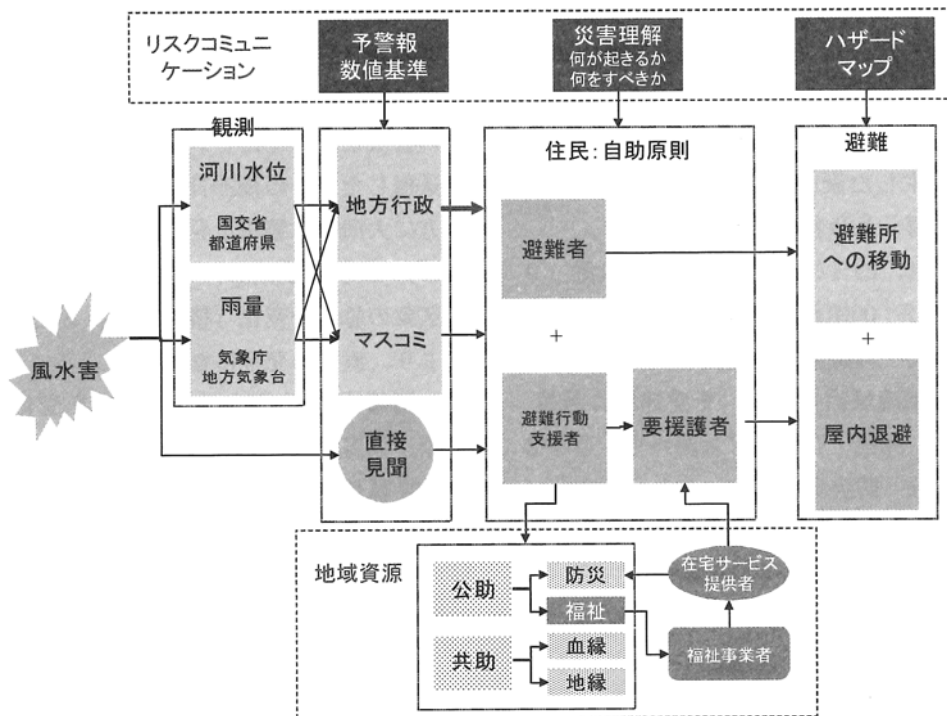 リスクコミュニ
ケーション
予警報
数値基準
災害理解
何が起きるか
何をすべきか
ハザード
マップ
観測
河川水位
国交省
都道府県
雨量
気象庁
地方気象台
風水害
地方行政
マスコミ
直接
見聞
住民：自助原則
避難者
+
避難行動
支援者
要援護者
避難
避難所
への移動
+
屋内退避
地域資源
公助
防災
福祉
共助
血縁
地縁
在宅サービス
提供者
福祉事業者